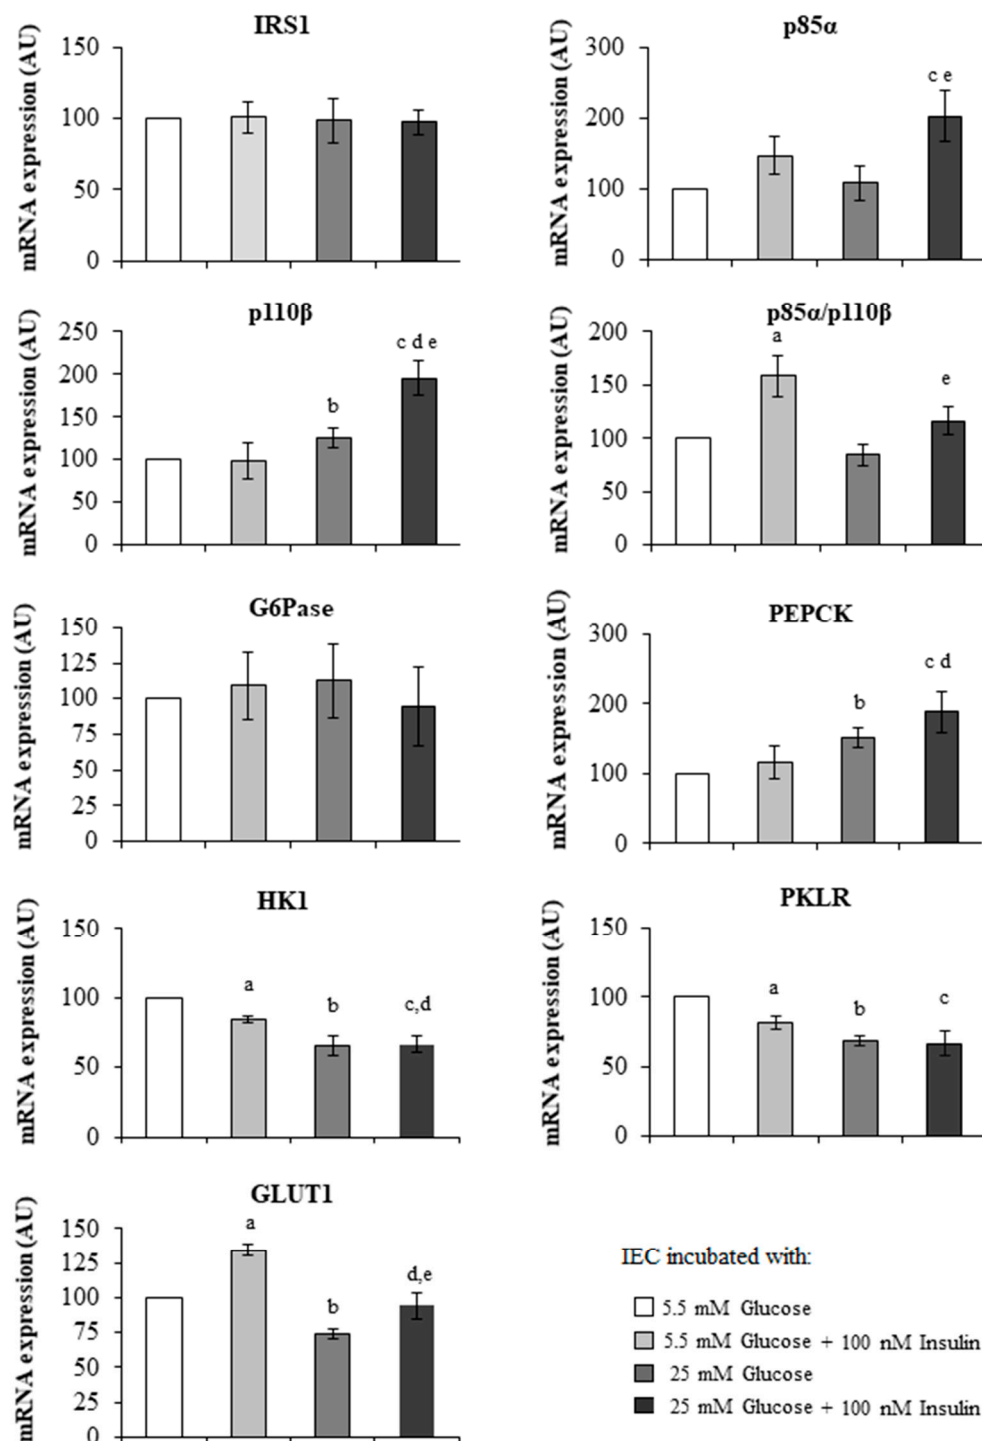 IRS1
mRNA expression (AU)
150
100
50
0
p85α
mRNA expression (AU)
300
200
100
0
c e
p110β
mRNA expression (AU)
250
200
150
100
50
0
b
c d e
p85α/p110β
mRNA expression (AU)
200
150
100
50
0
a
e
G6Pase
mRNA expression (AU)
150
125
100
75
50
25
0
PEPCK
mRNA expression (AU)
300
200
100
0
b
c d
HK1
mRNA expression (AU)
150
100
50
0
a
b
c,d
PKLR
mRNA expression (AU)
150
100
50
0
a
b
c
GLUT1
mRNA expression (AU)
150
125
100
75
50
25
0
a
b
d,e
IEC incubated with:
5.5 mM Glucose
5.5 mM Glucose + 100 nM Insulin
25 mM Glucose
25 mM Glucose + 100 nM Insulin